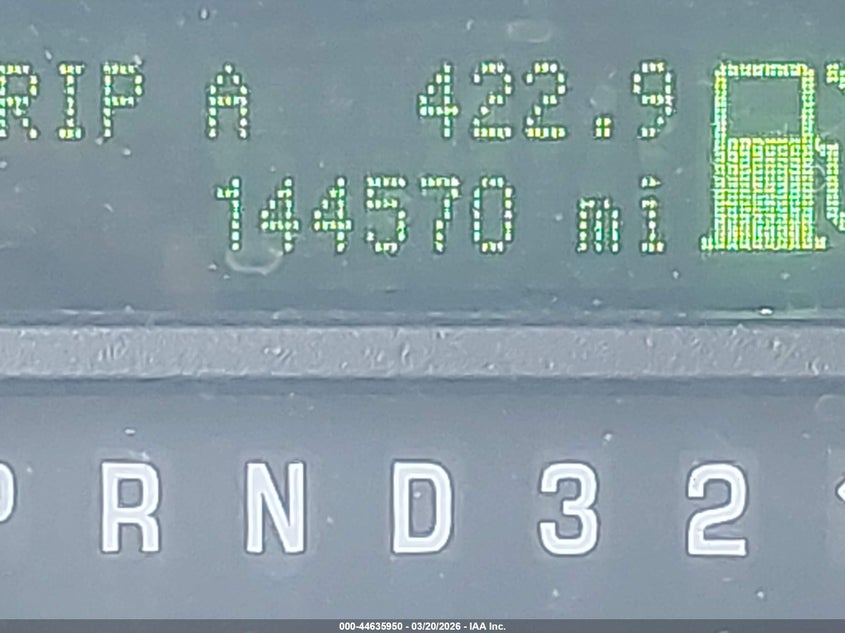 RIP A 422.9
144570 mi
P R N D 3 2
000-44635950 - 03/20/2026 - IAA Inc.